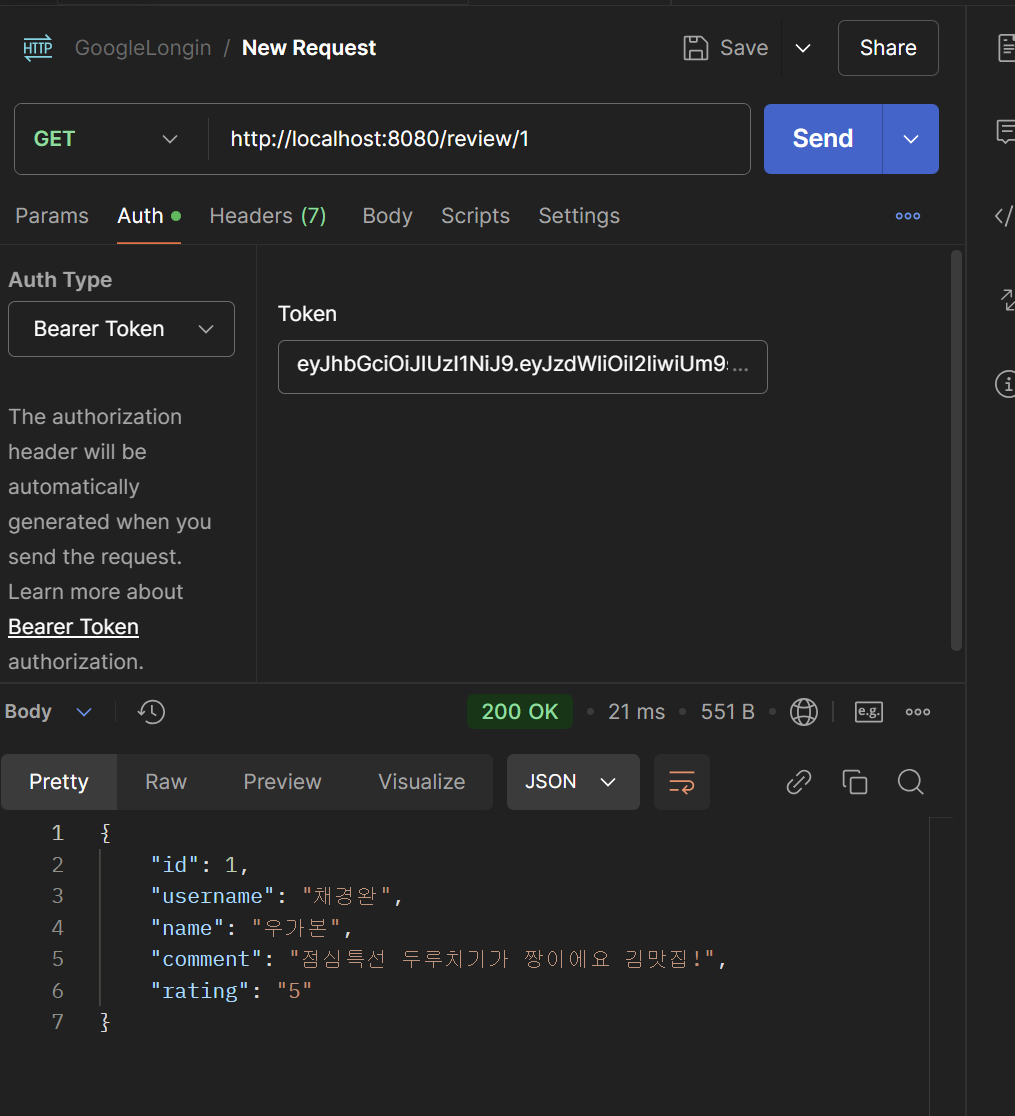 HTTP GoogleLongin / New Request Save Share
GET http://localhost:8080/review/1 Send
Params Auth Headers (7) Body Scripts Settings
Auth Type
Bearer Token
Token
eyJhbGciOiJIUzI1NiJ9.eyJzdWIiOiI2IiwiUm9...
The authorization
header will be
automatically
generated when you
send the request.
Learn more about
Bearer Token
authorization.
Body 200 OK • 21 ms • 551 B • e.g.
Pretty Raw Preview Visualize JSON
1 {
2 "id": 1,
3 "username": "채경완",
4 "name": "우가본",
5 "comment": "점심특선 두루치기가 짱이에요 김맛집!",
6 "rating": "5"
7 }